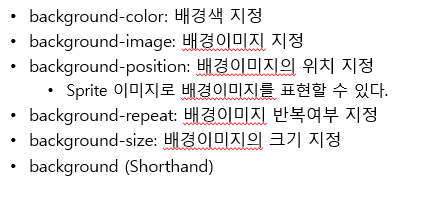 • background-color: 배경색 지정
• background-image: 배경이미지 지정
• background-position: 배경이미지의 위치 지정
• Sprite 이미지로 배경이미지를 표현할 수 있다.
• background-repeat: 배경이미지 반복여부 지정
• background-size: 배경이미지의 크기 지정
• background (Shorthand)